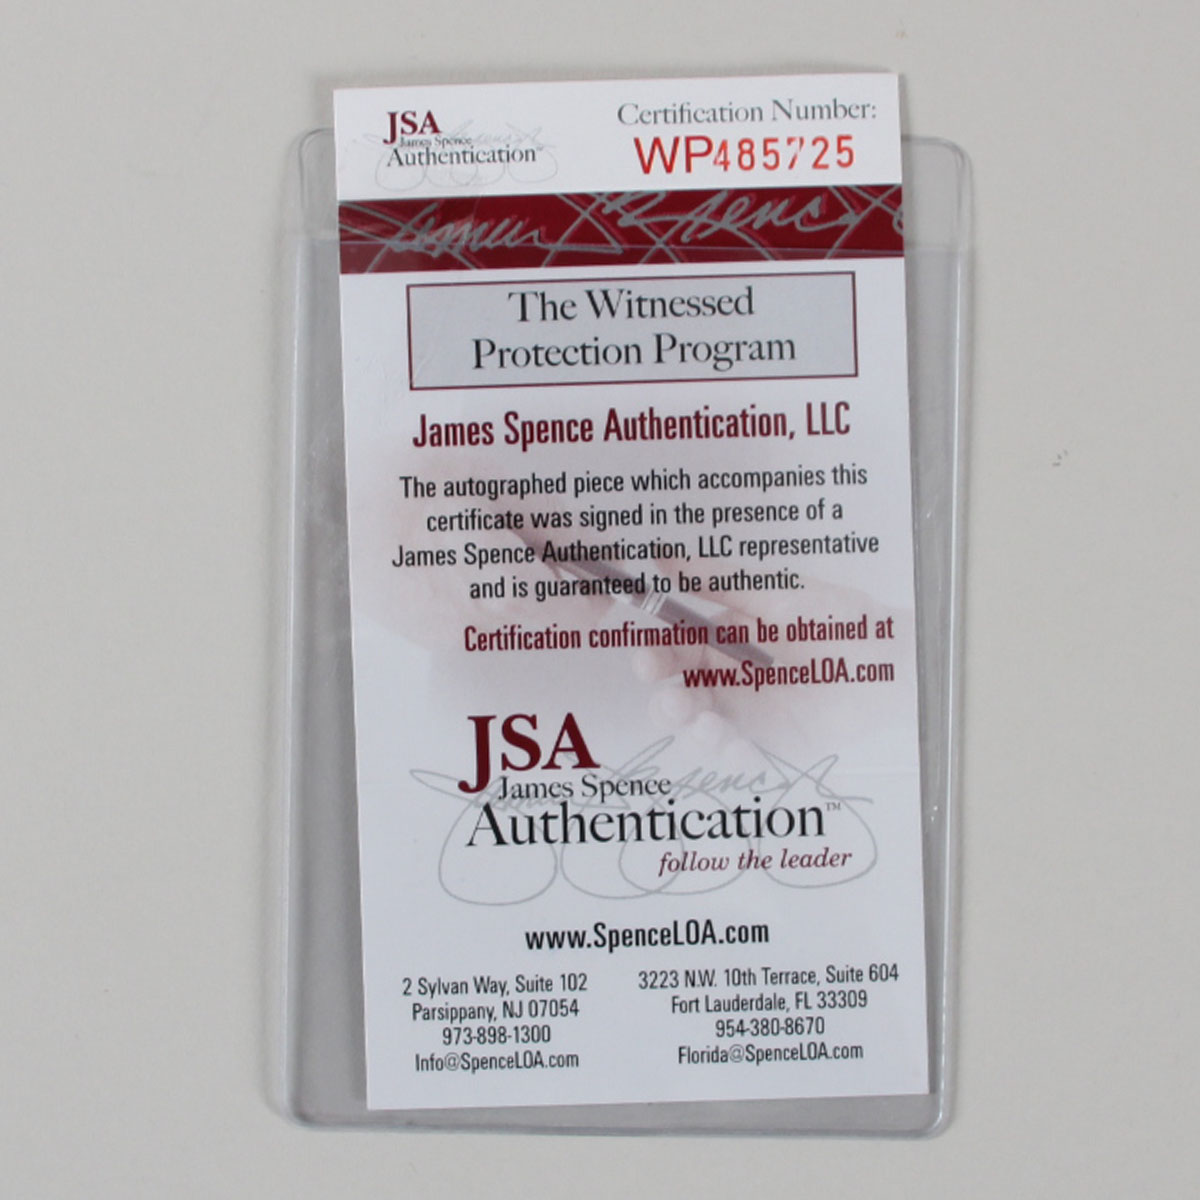 JSA
James Spence
Authentication™
Certification Number:
WP485725
James Spence
The Witnessed
Protection Program
James Spence Authentication, LLC
The autographed piece which accompanies this
certificate was signed in the presence of a
James Spence Authentication, LLC representative
and is guaranteed to be authentic.
Certification confirmation can be obtained at
www.SpenceLOA.com
JSA
James Spence
Authentication™
follow the leader
www.SpenceLOA.com
2 Sylvan Way, Suite 102
Parsippany, NJ 07054
973-898-1300
Info@SpenceLOA.com
3223 N.W. 10th Terrace, Suite 604
Fort Lauderdale, FL 33309
954-380-8670
Florida@SpenceLOA.com